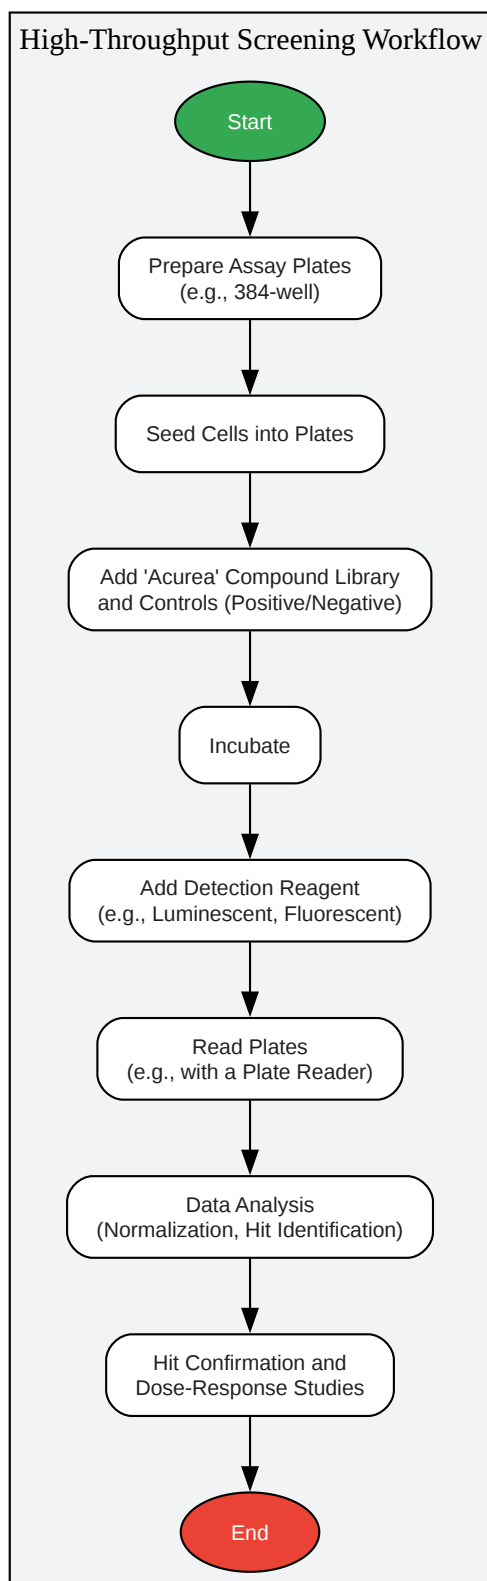 High-Throughput Screening Workflow
Start
Prepare Assay Plates
(e.g., 384-well)
Seed Cells into Plates
Add 'Acurea' Compound Library
and Controls (Positive/Negative)
Incubate
Add Detection Reagent
(e.g., Luminescent, Fluorescent)
Read Plates
(e.g., with a Plate Reader)
Data Analysis
(Normalization, Hit Identification)
Hit Confirmation and
Dose-Response Studies
End